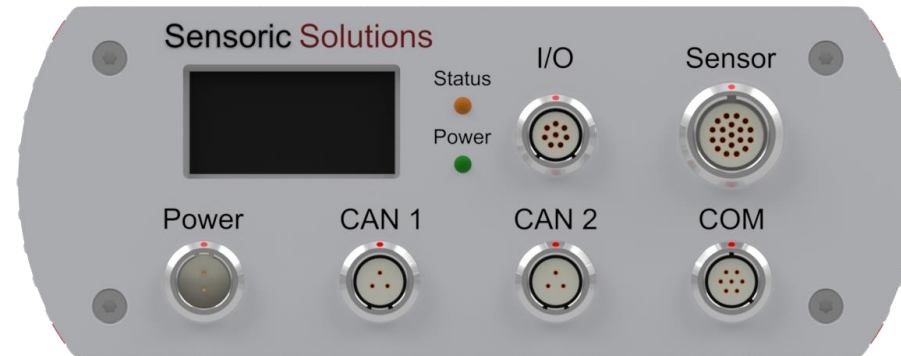 Sensoric Solutions
Status
Power
I/O
Sensor
Power
CAN 1
CAN 2
COM